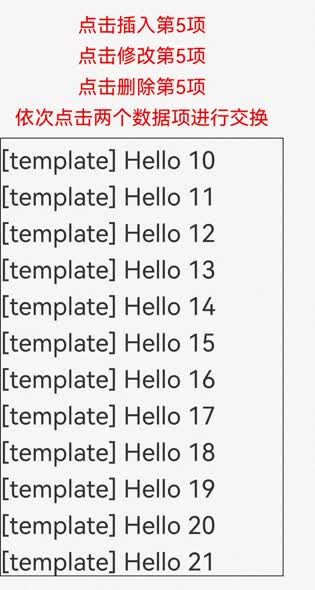 点击插入第5项
点击修改第5项
点击删除第5项
依次点击两个数据项进行交换
[template] Hello 10
[template] Hello 11
[template] Hello 12
[template] Hello 13
[template] Hello 14
[template] Hello 15
[template] Hello 16
[template] Hello 17
[template] Hello 18
[template] Hello 19
[template] Hello 20
[template] Hello 21